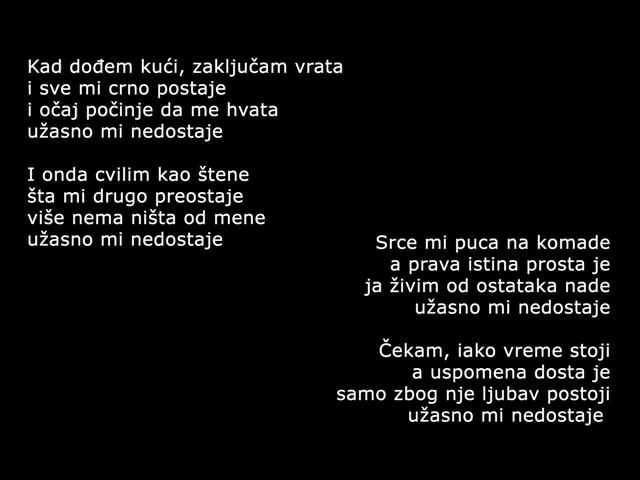 Kad dođem kući, zaključam vrata
i sve mi crno postaje
i očaj počinje da me hvata
užasno mi nedostaje
I onda cvilim kao štene
šta mi drugo preostaje
više nema ništa od mene
užasno mi nedostaje
Srce mi puca na komade
a prava istina prosta je
ja živim od ostataka nade
užasno mi nedostaje
Čekam, iako vreme stoji
a uspomena dosta je
samo zbog nje ljubav postoji
užasno mi nedostaje